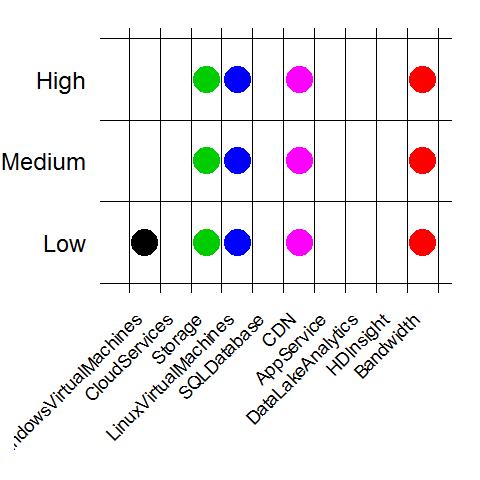 High
Medium
Low
ndowsVirtualMachines
CloudServices
Storage
LinuxVirtualMachines
SQLDatabase
CDN
AppService
DataLakeAnalytics
HDInsight
Bandwidth